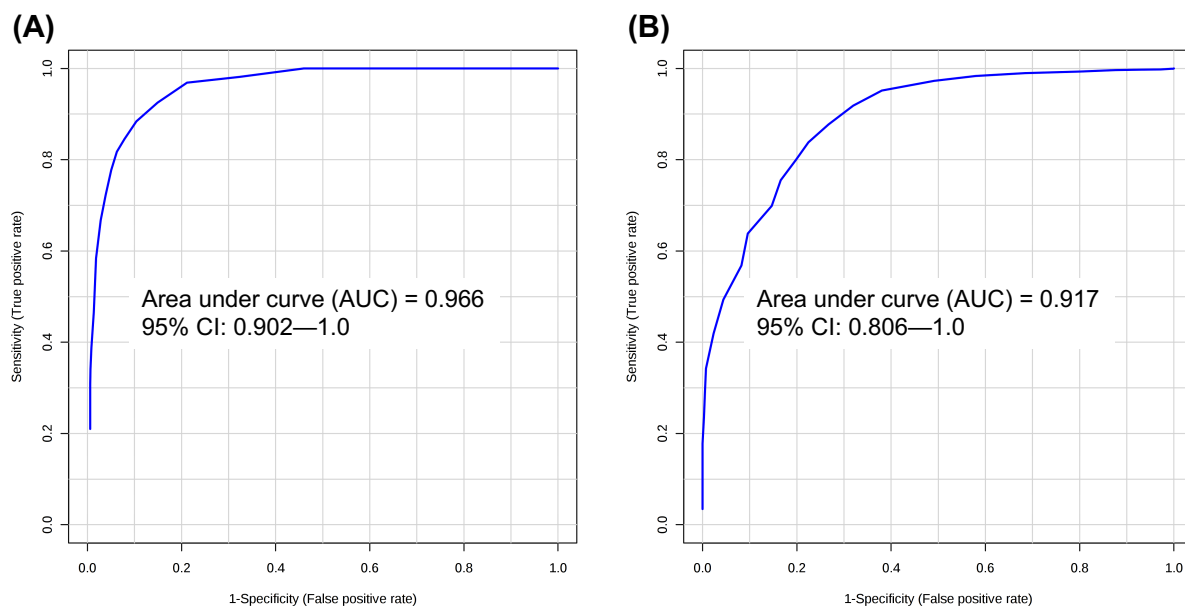 (A)
1.0
0.8
0.6
0.4
0.2
0.0
Sensitivity (True positive rate)
Area under curve (AUC) = 0.966
95% CI: 0.902—1.0
0.0 0.2 0.4 0.6 0.8 1.0
1-Specificity (False positive rate)
(B)
1.0
0.8
0.6
0.4
0.2
0.0
Sensitivity (True positive rate)
Area under curve (AUC) = 0.917
95% CI: 0.806—1.0
0.0 0.2 0.4 0.6 0.8 1.0
1-Specificity (False positive rate)